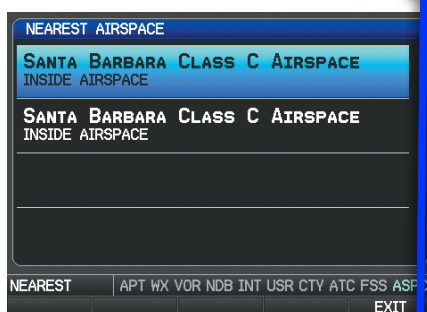 NEAREST AIRSPACE
SANTA BARBARA CLASS C AIRSPACE
INSIDE AIRSPACE
SANTA BARBARA CLASS C AIRSPACE
INSIDE AIRSPACE
NEAREST APT WX VOR NDB INT USR CTY ATC FSS ASP
EXIT